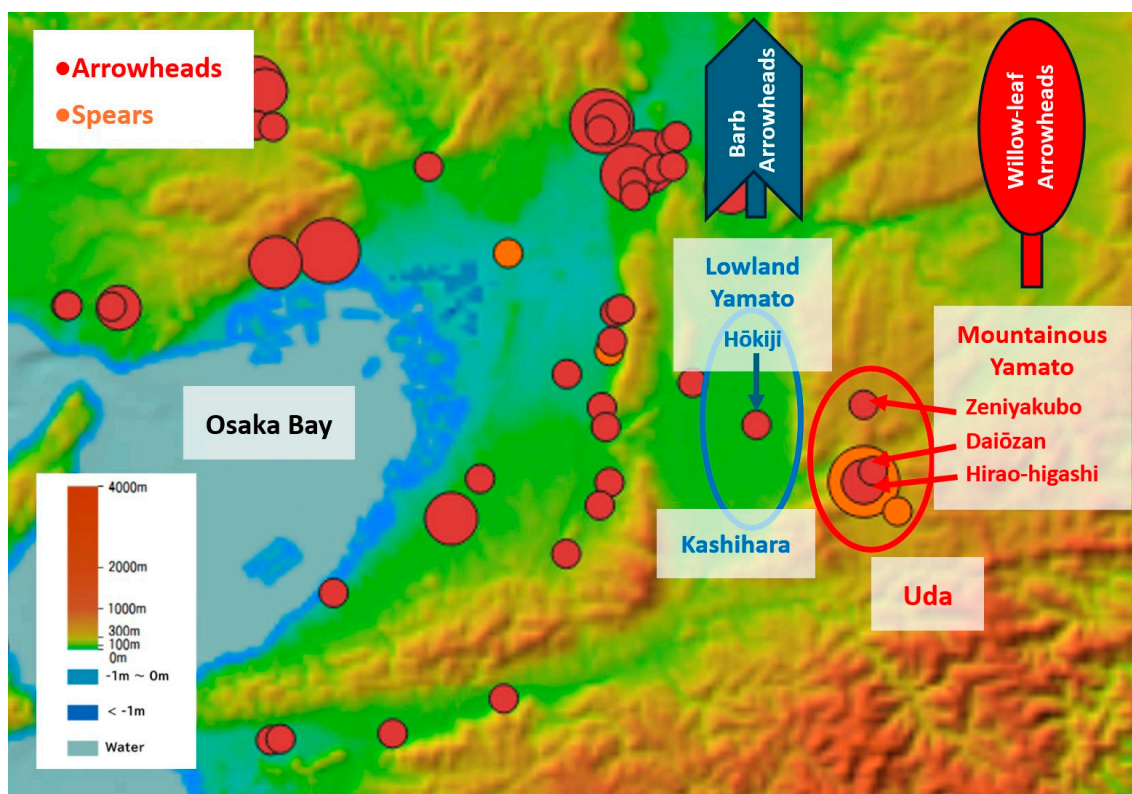 ●Arrowheads
●Spears
Barb
Arrowheads
Willow-leaf
Arrowheads
Lowland
Yamato
Hōkiji
Mountainous
Yamato
Zeniyakubo
Daiōzan
Hirao-higashi
Osaka Bay
Kashihara
Uda
4000m
2000m
1000m
300m
100m
0m
-1m ~ 0m
< -1m
Water